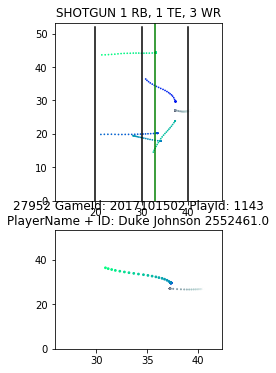 SHOTGUN 1 RB, 1 TE, 3 WR
50
40
30
20
10
0
20 30 40
27952 GameId: 2017101502 PlayId: 1143
PlayerName + ID: Duke Johnson 2552461.0
40
20
0
30 35 40